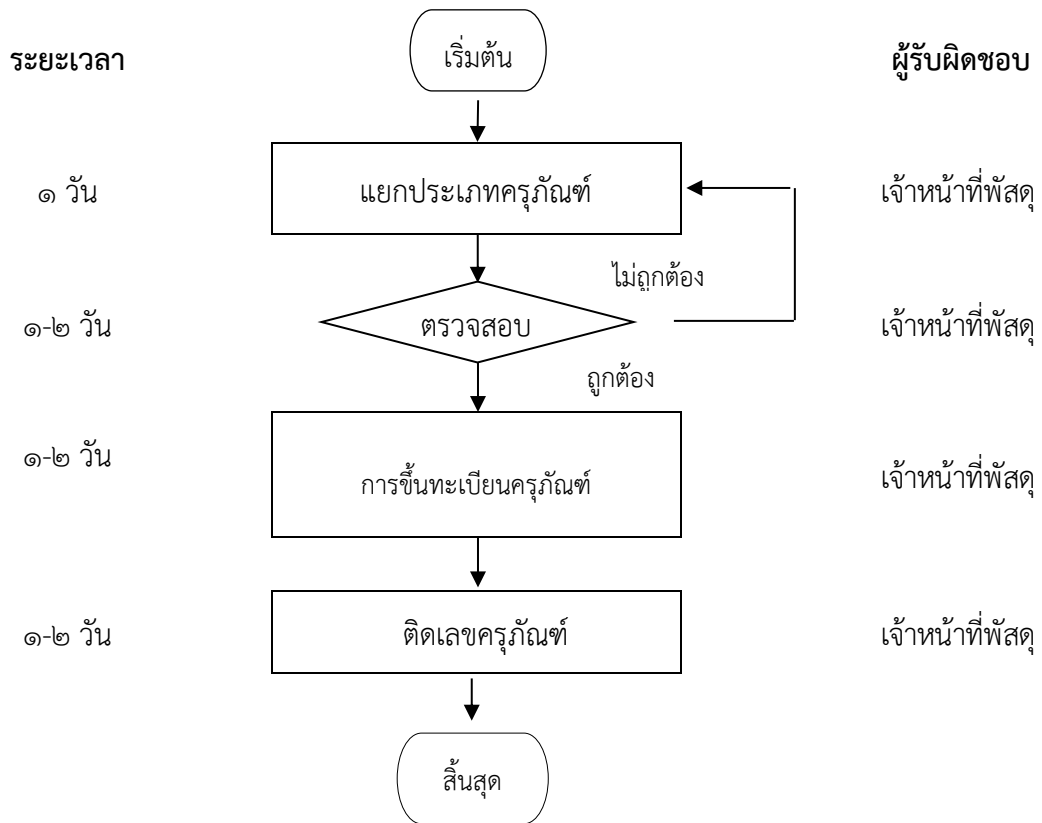 ระยะเวลา
เริ่มต้น
ผู้รับผิดชอบ
๑ วัน
แยกประเภทครุภัณฑ์
เจ้าหน้าที่พัสดุ
ไม่ถูกต้อง
๑-๒ วัน
ตรวจสอบ
เจ้าหน้าที่พัสดุ
ถูกต้อง
๑-๒ วัน
การขึ้นทะเบียนครุภัณฑ์
เจ้าหน้าที่พัสดุ
๑-๒ วัน
ติดเลขครุภัณฑ์
เจ้าหน้าที่พัสดุ
สิ้นสุด